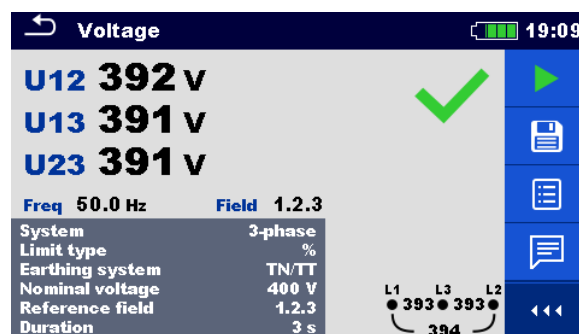 Voltage 19:09
U12 392 V
U13 391 V
U23 391 V
Freq 50.0 Hz Field 1.2.3
System 3-phase
Limit type %
Earthing system TN/TT
Nominal voltage 400 V
Reference field 1.2.3
Duration 3 s
L1 L3 L2
393 393
394